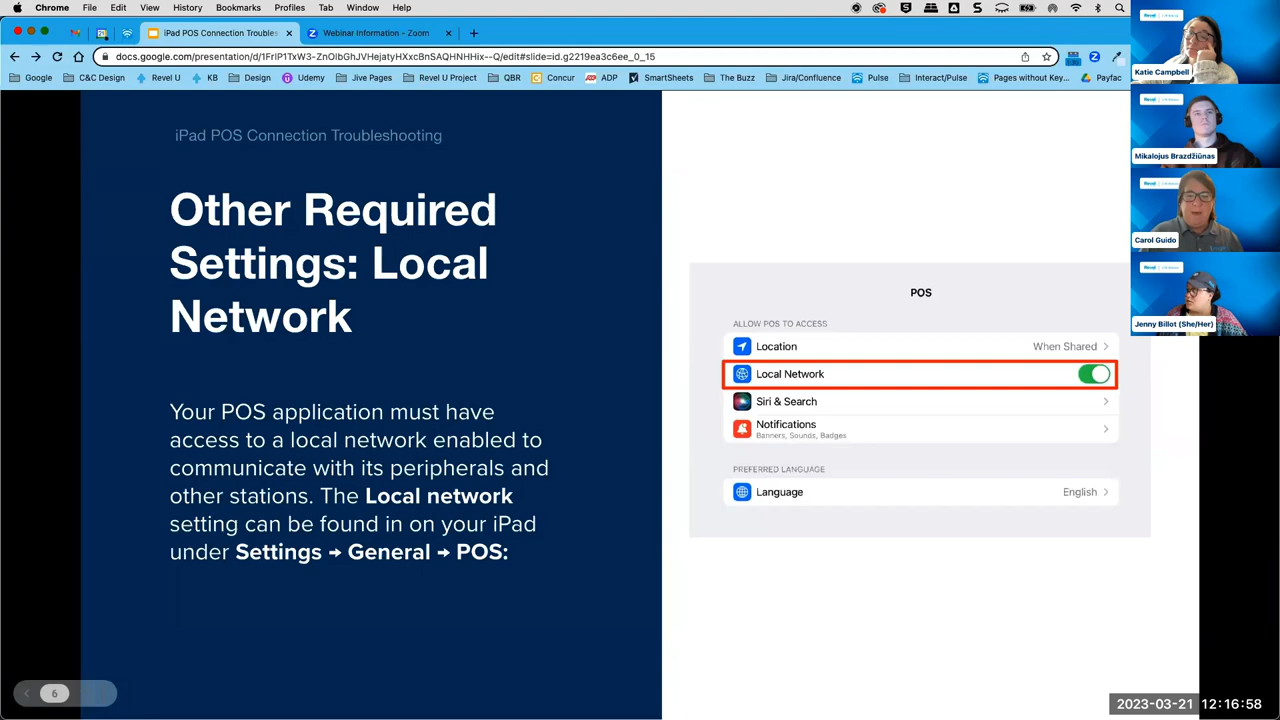 Chrome File Edit View History Bookmarks Profiles Tab Window Help
iPad POS Connection Troubles
Webinar Information - Zoom
docs.google.com/presentation/d/1FrIP1TxW3-ZnOlbGhJVHejatyHXxcBnSAQHNHHix--Q/edit#slide=id.g2219ea3c6ee_0_15
Google C&C Design Revel U KB Design Udemy Jive Pages Revel U Project QBR Concur ADP SmartSheets The Buzz Jira/Confluence Pulse Interact/Pulse Pages without Key... Payfac
iPad POS Connection Troubleshooting
Other Required
Settings: Local
Network
Your POS application must have
access to a local network enabled to
communicate with its peripherals and
other stations. The Local network
setting can be found in on your iPad
under Settings → General → POS:
POS
ALLOW POS TO ACCESS
Location When Shared
Local Network
Siri & Search
Notifications
Banners, Sounds, Badges
PREFERRED LANGUAGE
Language English
Katie Campbell
Mikalojus Brazdžiūnas
Carol Guido
Jenny Billot (She/Her)
6
2023-03-21 12:16:58